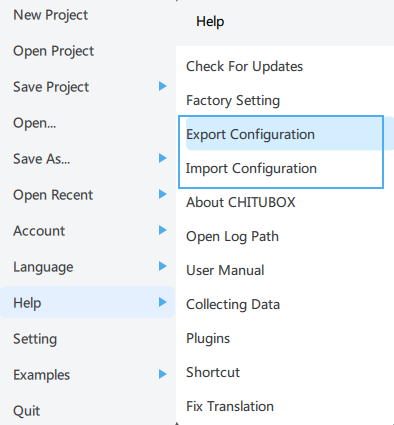 New Project
Open Project
Save Project
Open...
Save As...
Open Recent
Account
Language
Help
Setting
Examples
Quit
Help
Check For Updates
Factory Setting
Export Configuration
Import Configuration
About CHITUBOX
Open Log Path
User Manual
Collecting Data
Plugins
Shortcut
Fix Translation